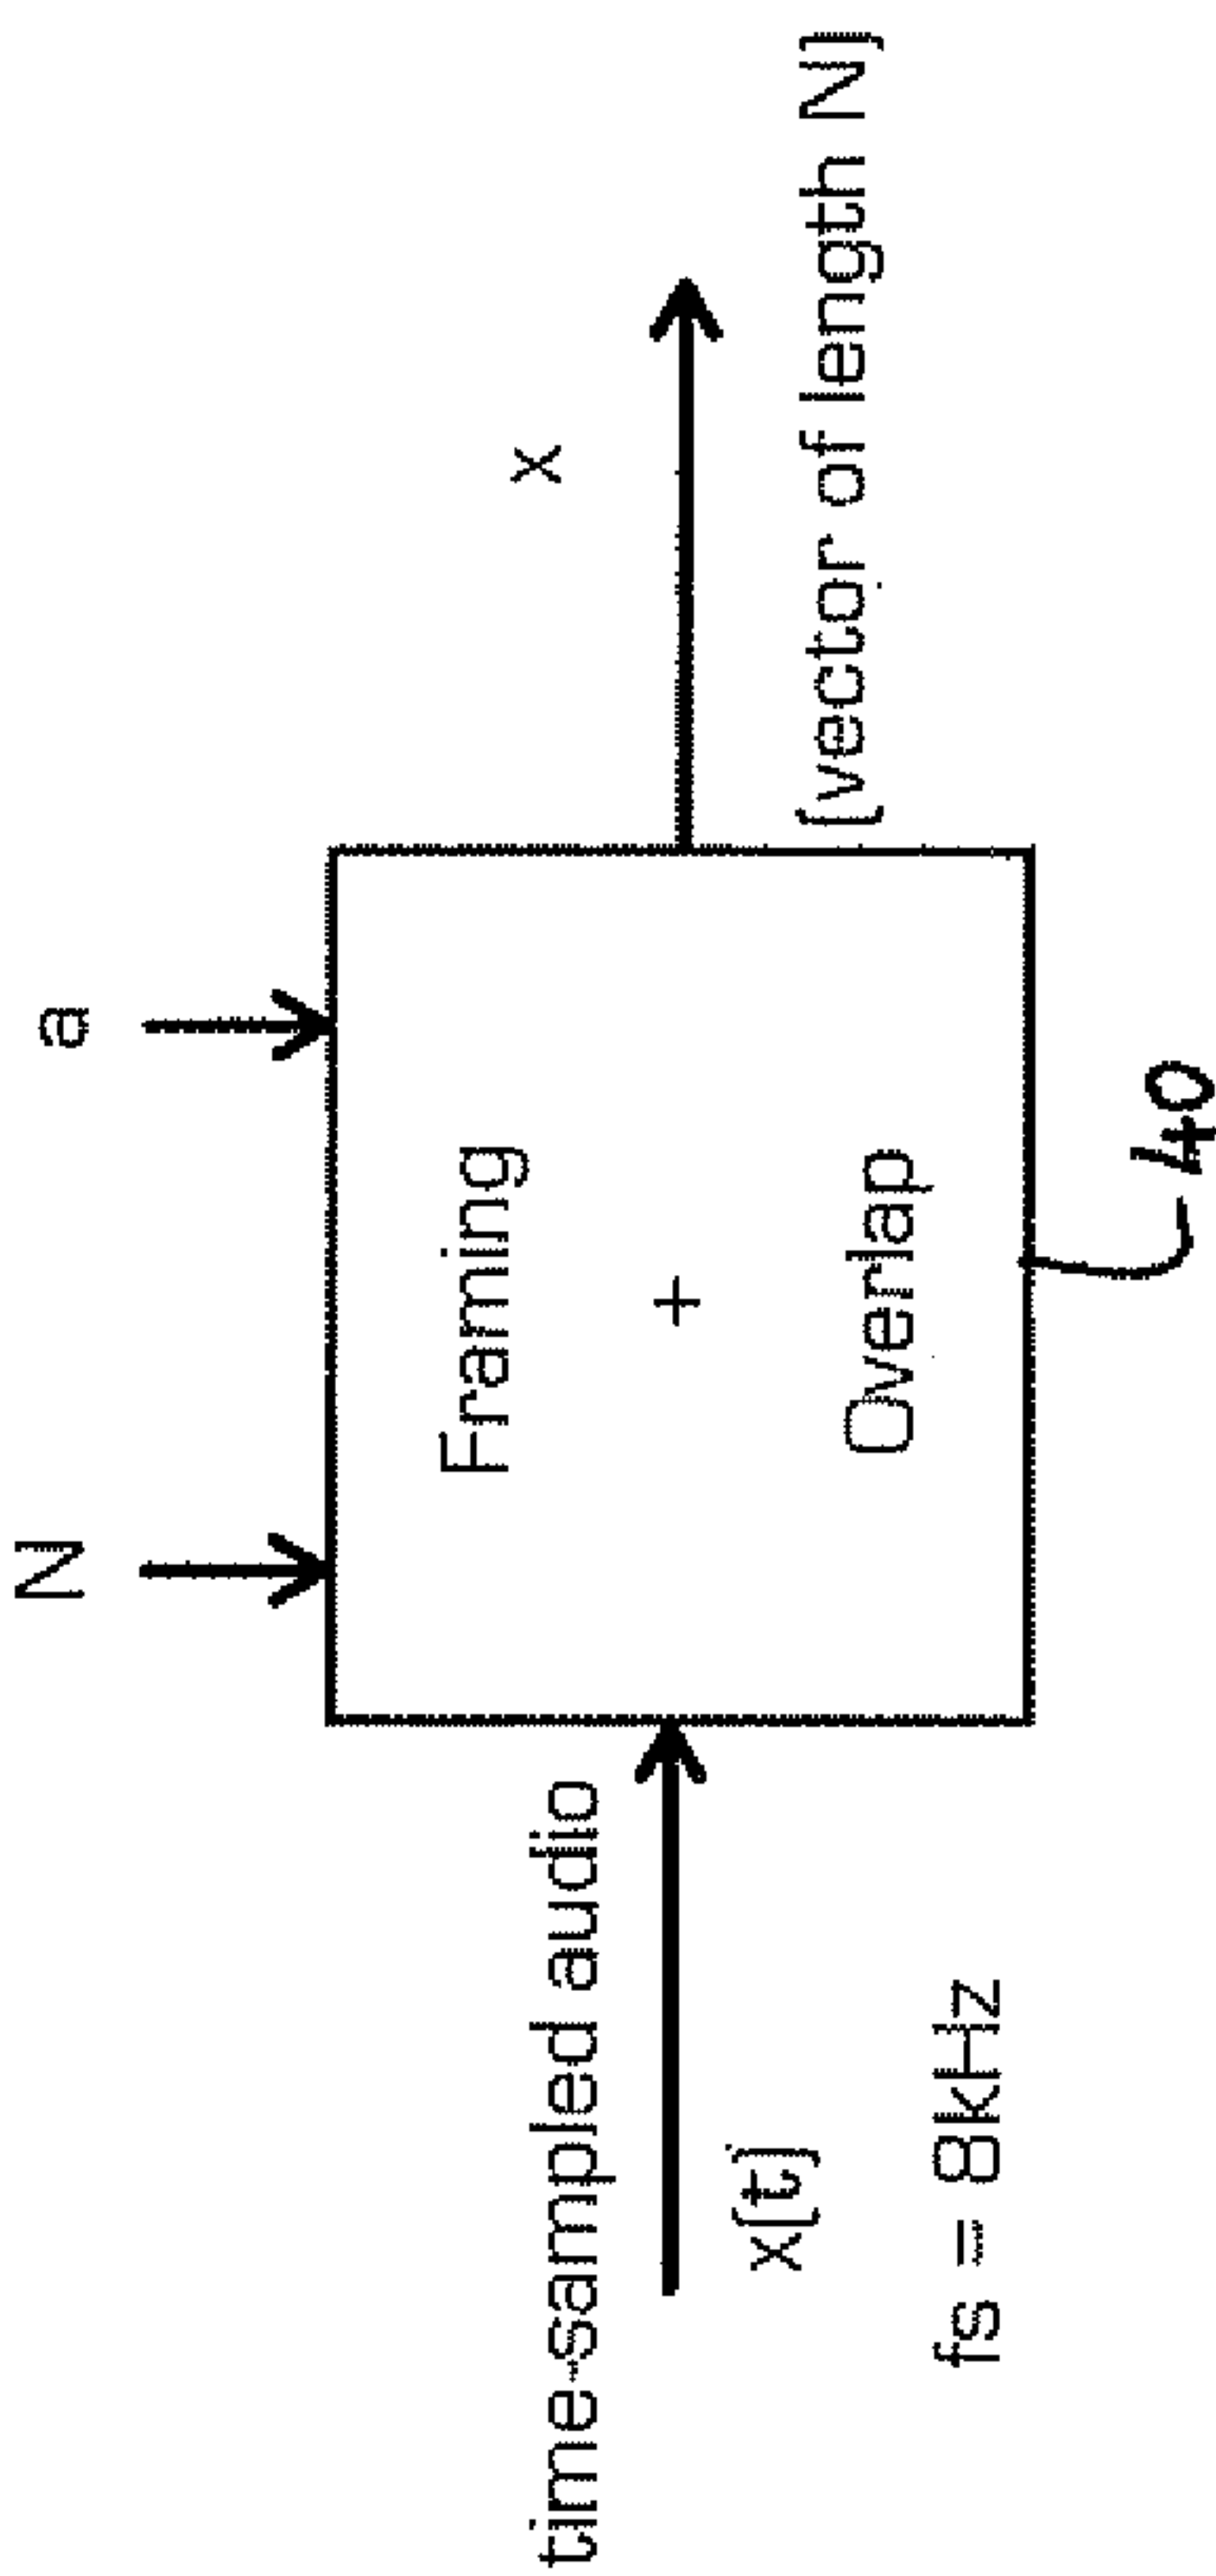 N
a
time-sampled audio
x(t)
fs = 8kHz
Framing
+
Overlap
x
(vector of length N)
40